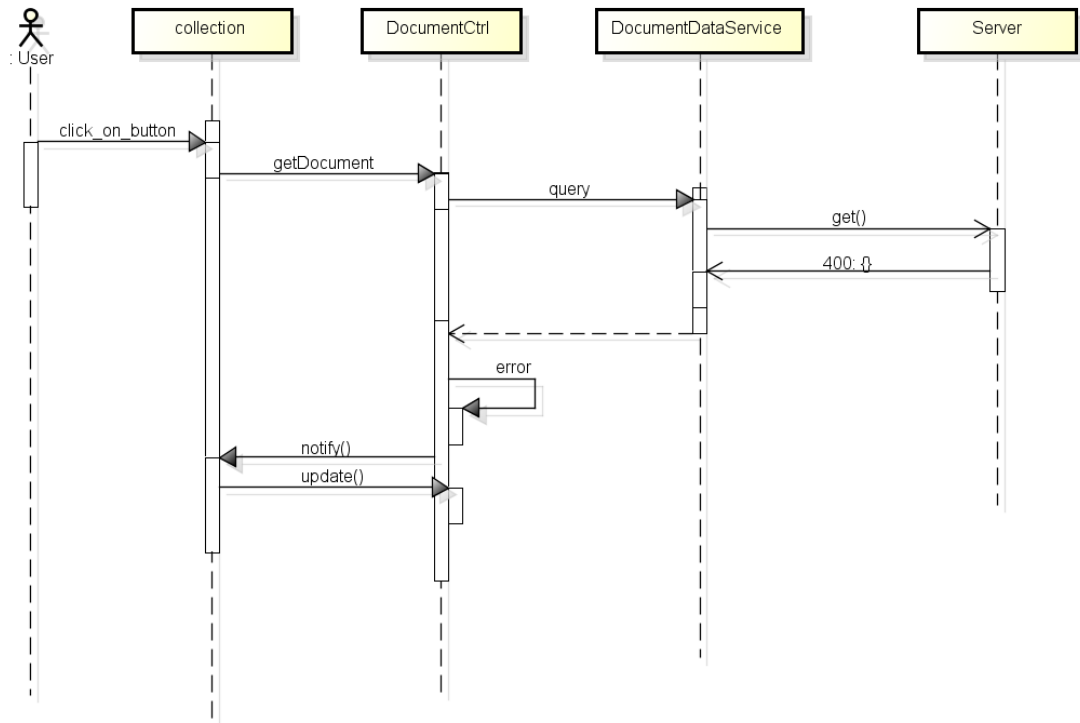 : User
collection
DocumentCtrl
DocumentDataService
Server
click_on_button
getDocument
query
get()
400: {}
error
notify()
update()